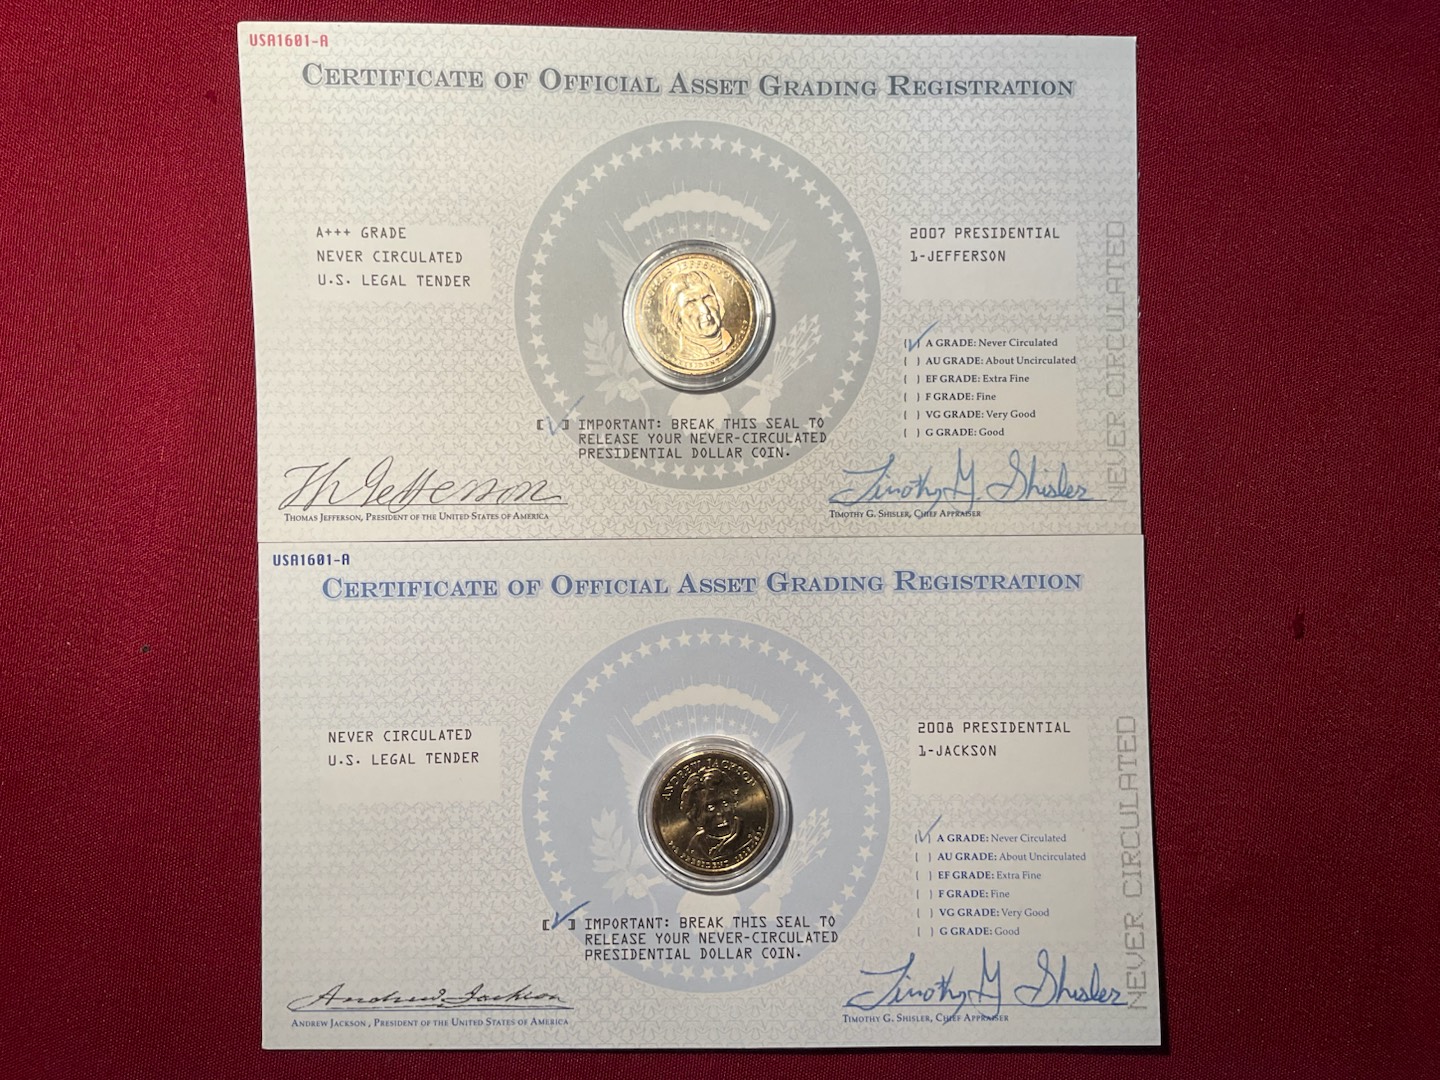 USA1601-A
CERTIFICATE OF OFFICIAL ASSET GRADING REGISTRATION
A+++ GRADE
NEVER CIRCULATED
U.S. LEGAL TENDER
2007 PRESIDENTIAL
1-JEFFERSON
THOMAS JEFFERSON
[ ] A GRADE: Never Circulated
[ ] AU GRADE: About Uncirculated
[ ] EF GRADE: Extra Fine
[ ] F GRADE: Fine
[ ] VG GRADE: Very Good
[ ] G GRADE: Good
NEVER CIRCULATED
[ ] IMPORTANT: BREAK THIS SEAL TO
RELEASE YOUR NEVER-CIRCULATED
PRESIDENTIAL DOLLAR COIN.
Th Jefferson
THOMAS JEFFERSON, PRESIDENT OF THE UNITED STATES OF AMERICA
Timothy G. Shisler
TIMOTHY G. SHISLER, CHIEF APPRAISER
USA1601-A
CERTIFICATE OF OFFICIAL ASSET GRADING REGISTRATION
NEVER CIRCULATED
U.S. LEGAL TENDER
2008 PRESIDENTIAL
1-JACKSON
ANDREW JACKSON
7th PRESIDENT 1829-1837
[ ] A GRADE: Never Circulated
[ ] AU GRADE: About Uncirculated
[ ] EF GRADE: Extra Fine
[ ] F GRADE: Fine
[ ] VG GRADE: Very Good
[ ] G GRADE: Good
NEVER CIRCULATED
[ ] IMPORTANT: BREAK THIS SEAL TO
RELEASE YOUR NEVER-CIRCULATED
PRESIDENTIAL DOLLAR COIN.
Andrew Jackson
ANDREW JACKSON, PRESIDENT OF THE UNITED STATES OF AMERICA
Timothy G. Shisler
TIMOTHY G. SHISLER, CHIEF APPRAISER